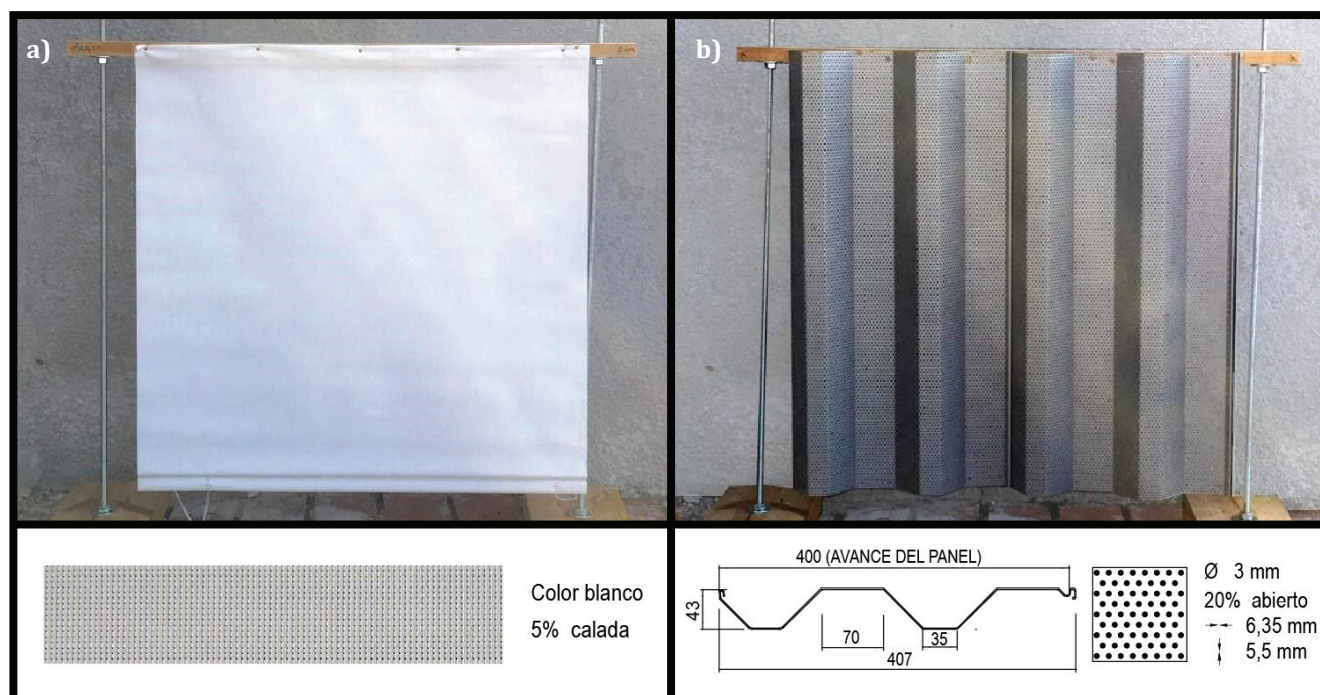 a)
b)
Color blanco
5% calada
400 (AVANCE DEL PANEL)
43
70
35
407
Ø 3 mm
20% abierto
6,35 mm
5,5 mm